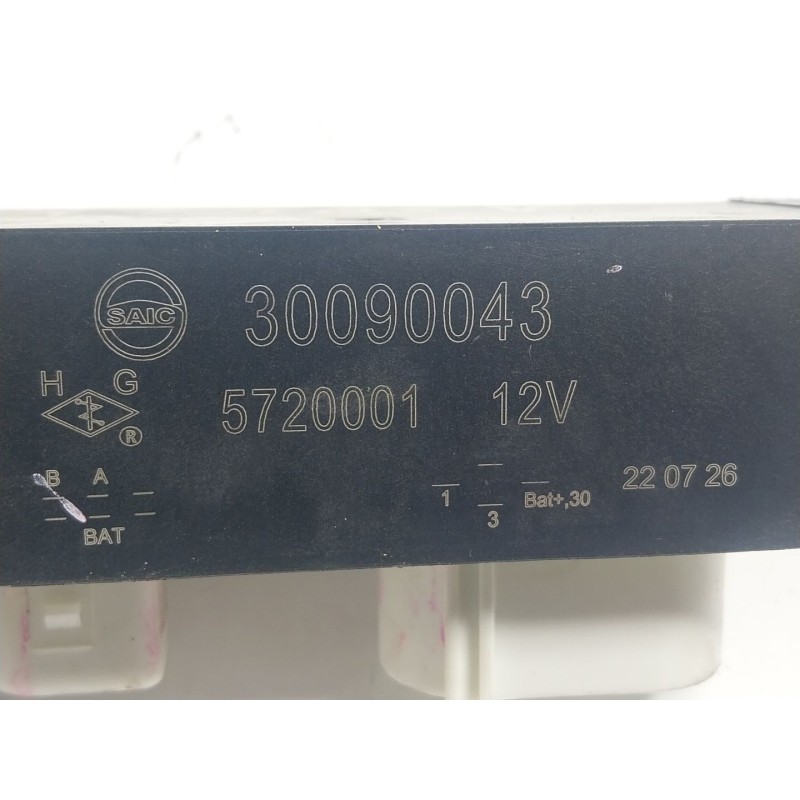 SAIC 30090043
H G
5720001 12V
®
B A
BAT
1 3 Bat+,30
22 07 26